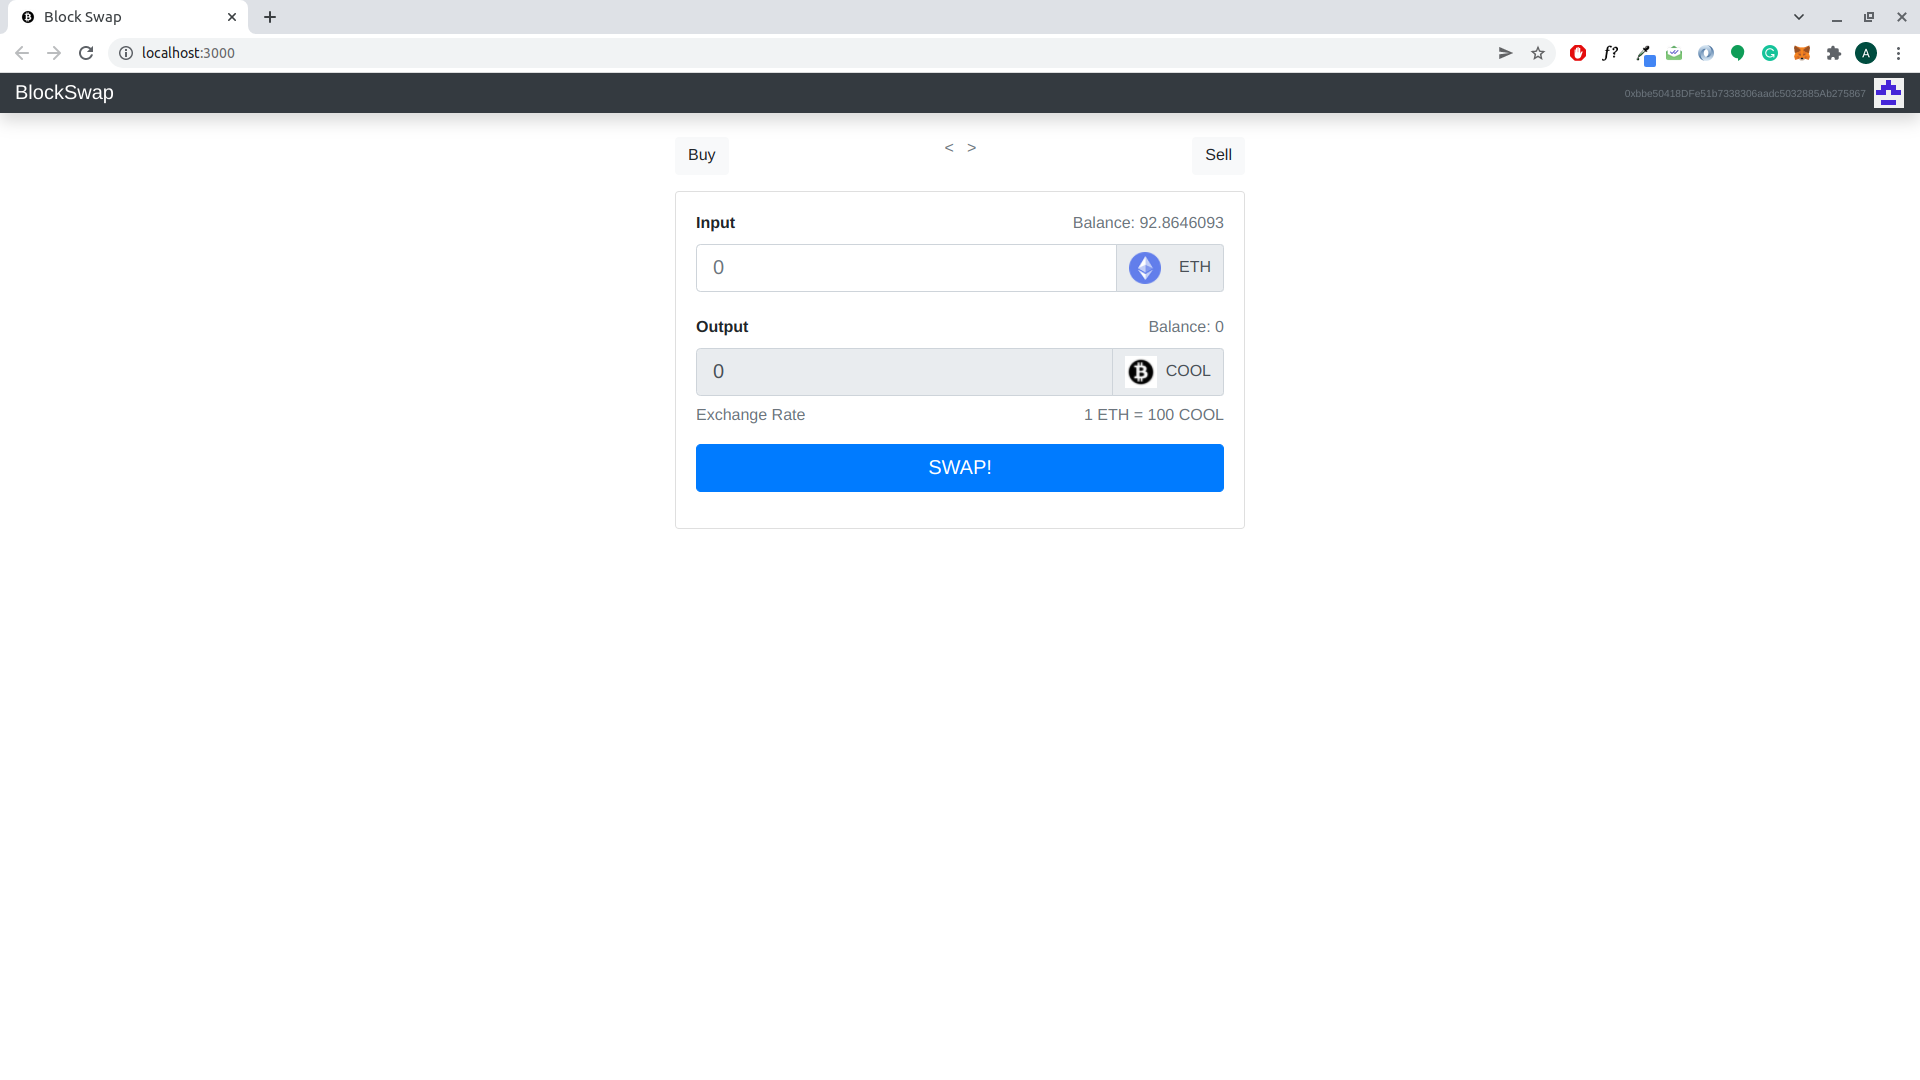 Block Swap
localhost:3000
f?
A
BlockSwap
0xbbe50418DFe51b7338306aadc5032885Ab275867
Buy
< >
Sell
Input
Balance: 92.8646093
0
ETH
Output
Balance: 0
0
COOL
Exchange Rate
1 ETH = 100 COOL
SWAP!